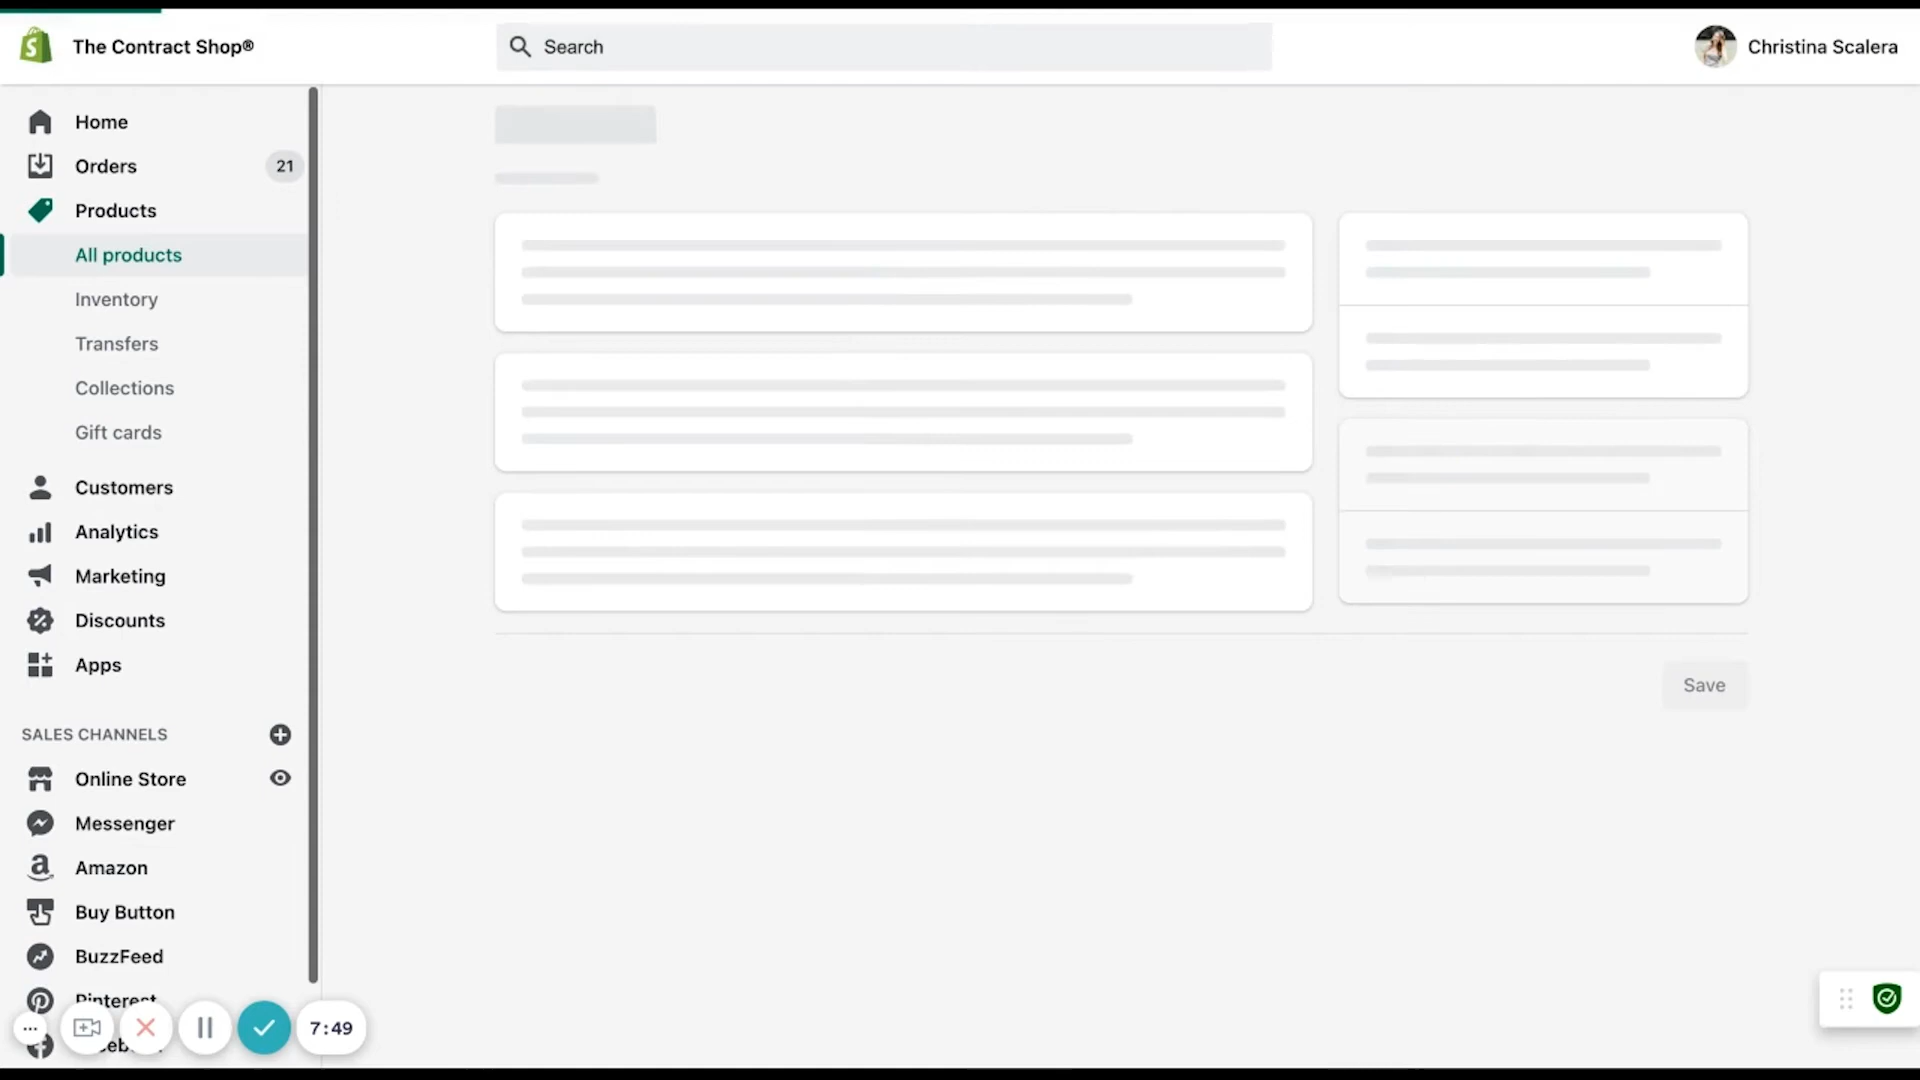 The Contract Shop®
Search
Christina Scalera
Home
Orders
21
Products
All products
Inventory
Transfers
Collections
Gift cards
Customers
Analytics
Marketing
Discounts
Apps
Save
SALES CHANNELS
Online Store
Messenger
Amazon
Buy Button
BuzzFeed
Pinterest
7:49